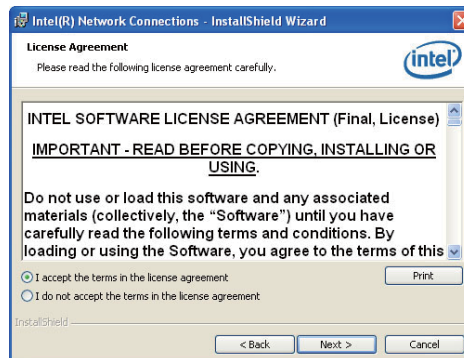 Intel(R) Network Connections - InstallShield Wizard
License Agreement
Please read the following license agreement carefully.
intel
INTEL SOFTWARE LICENSE AGREEMENT (Final, License)
IMPORTANT - READ BEFORE COPYING, INSTALLING OR
USING.
Do not use or load this software and any associated
materials (collectively, the “Software”) until you have
carefully read the following terms and conditions. By
loading or using the Software, you agree to the terms of this
I accept the terms in the license agreement
Print
I do not accept the terms in the license agreement
InstallShield
< Back
Next >
Cancel